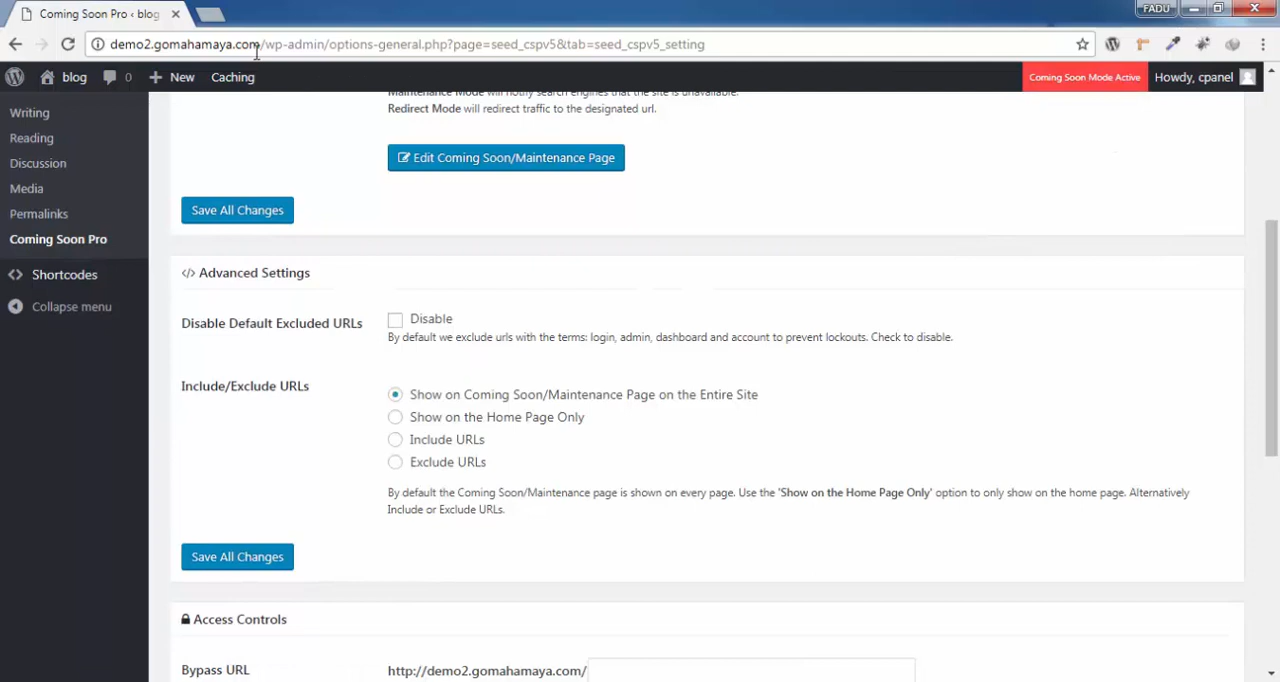 Coming Soon Pro ‹ blog
FADU
demo2.gomahamaya.com/wp-admin/options-general.php?page=seed_cspv5&tab=seed_cspv5_setting
blog 0 New Caching Coming Soon Mode Active Howdy, cpanel
Writing
Reading
Discussion
Media
Permalinks
Coming Soon Pro
Shortcodes
Collapse menu
Maintenance Mode will notify search engines that the site is unavailable.
Redirect Mode will redirect traffic to the designated url.
Edit Coming Soon/Maintenance Page
Save All Changes
Advanced Settings
Disable Default Excluded URLs
Disable
By default we exclude urls with the terms: login, admin, dashboard and account to prevent lockouts. Check to disable.
Include/Exclude URLs
Show on Coming Soon/Maintenance Page on the Entire Site
Show on the Home Page Only
Include URLs
Exclude URLs
By default the Coming Soon/Maintenance page is shown on every page. Use the 'Show on the Home Page Only' option to only show on the home page. Alternatively
Include or Exclude URLs.
Save All Changes
Access Controls
Bypass URL http://demo2.gomahamaya.com/